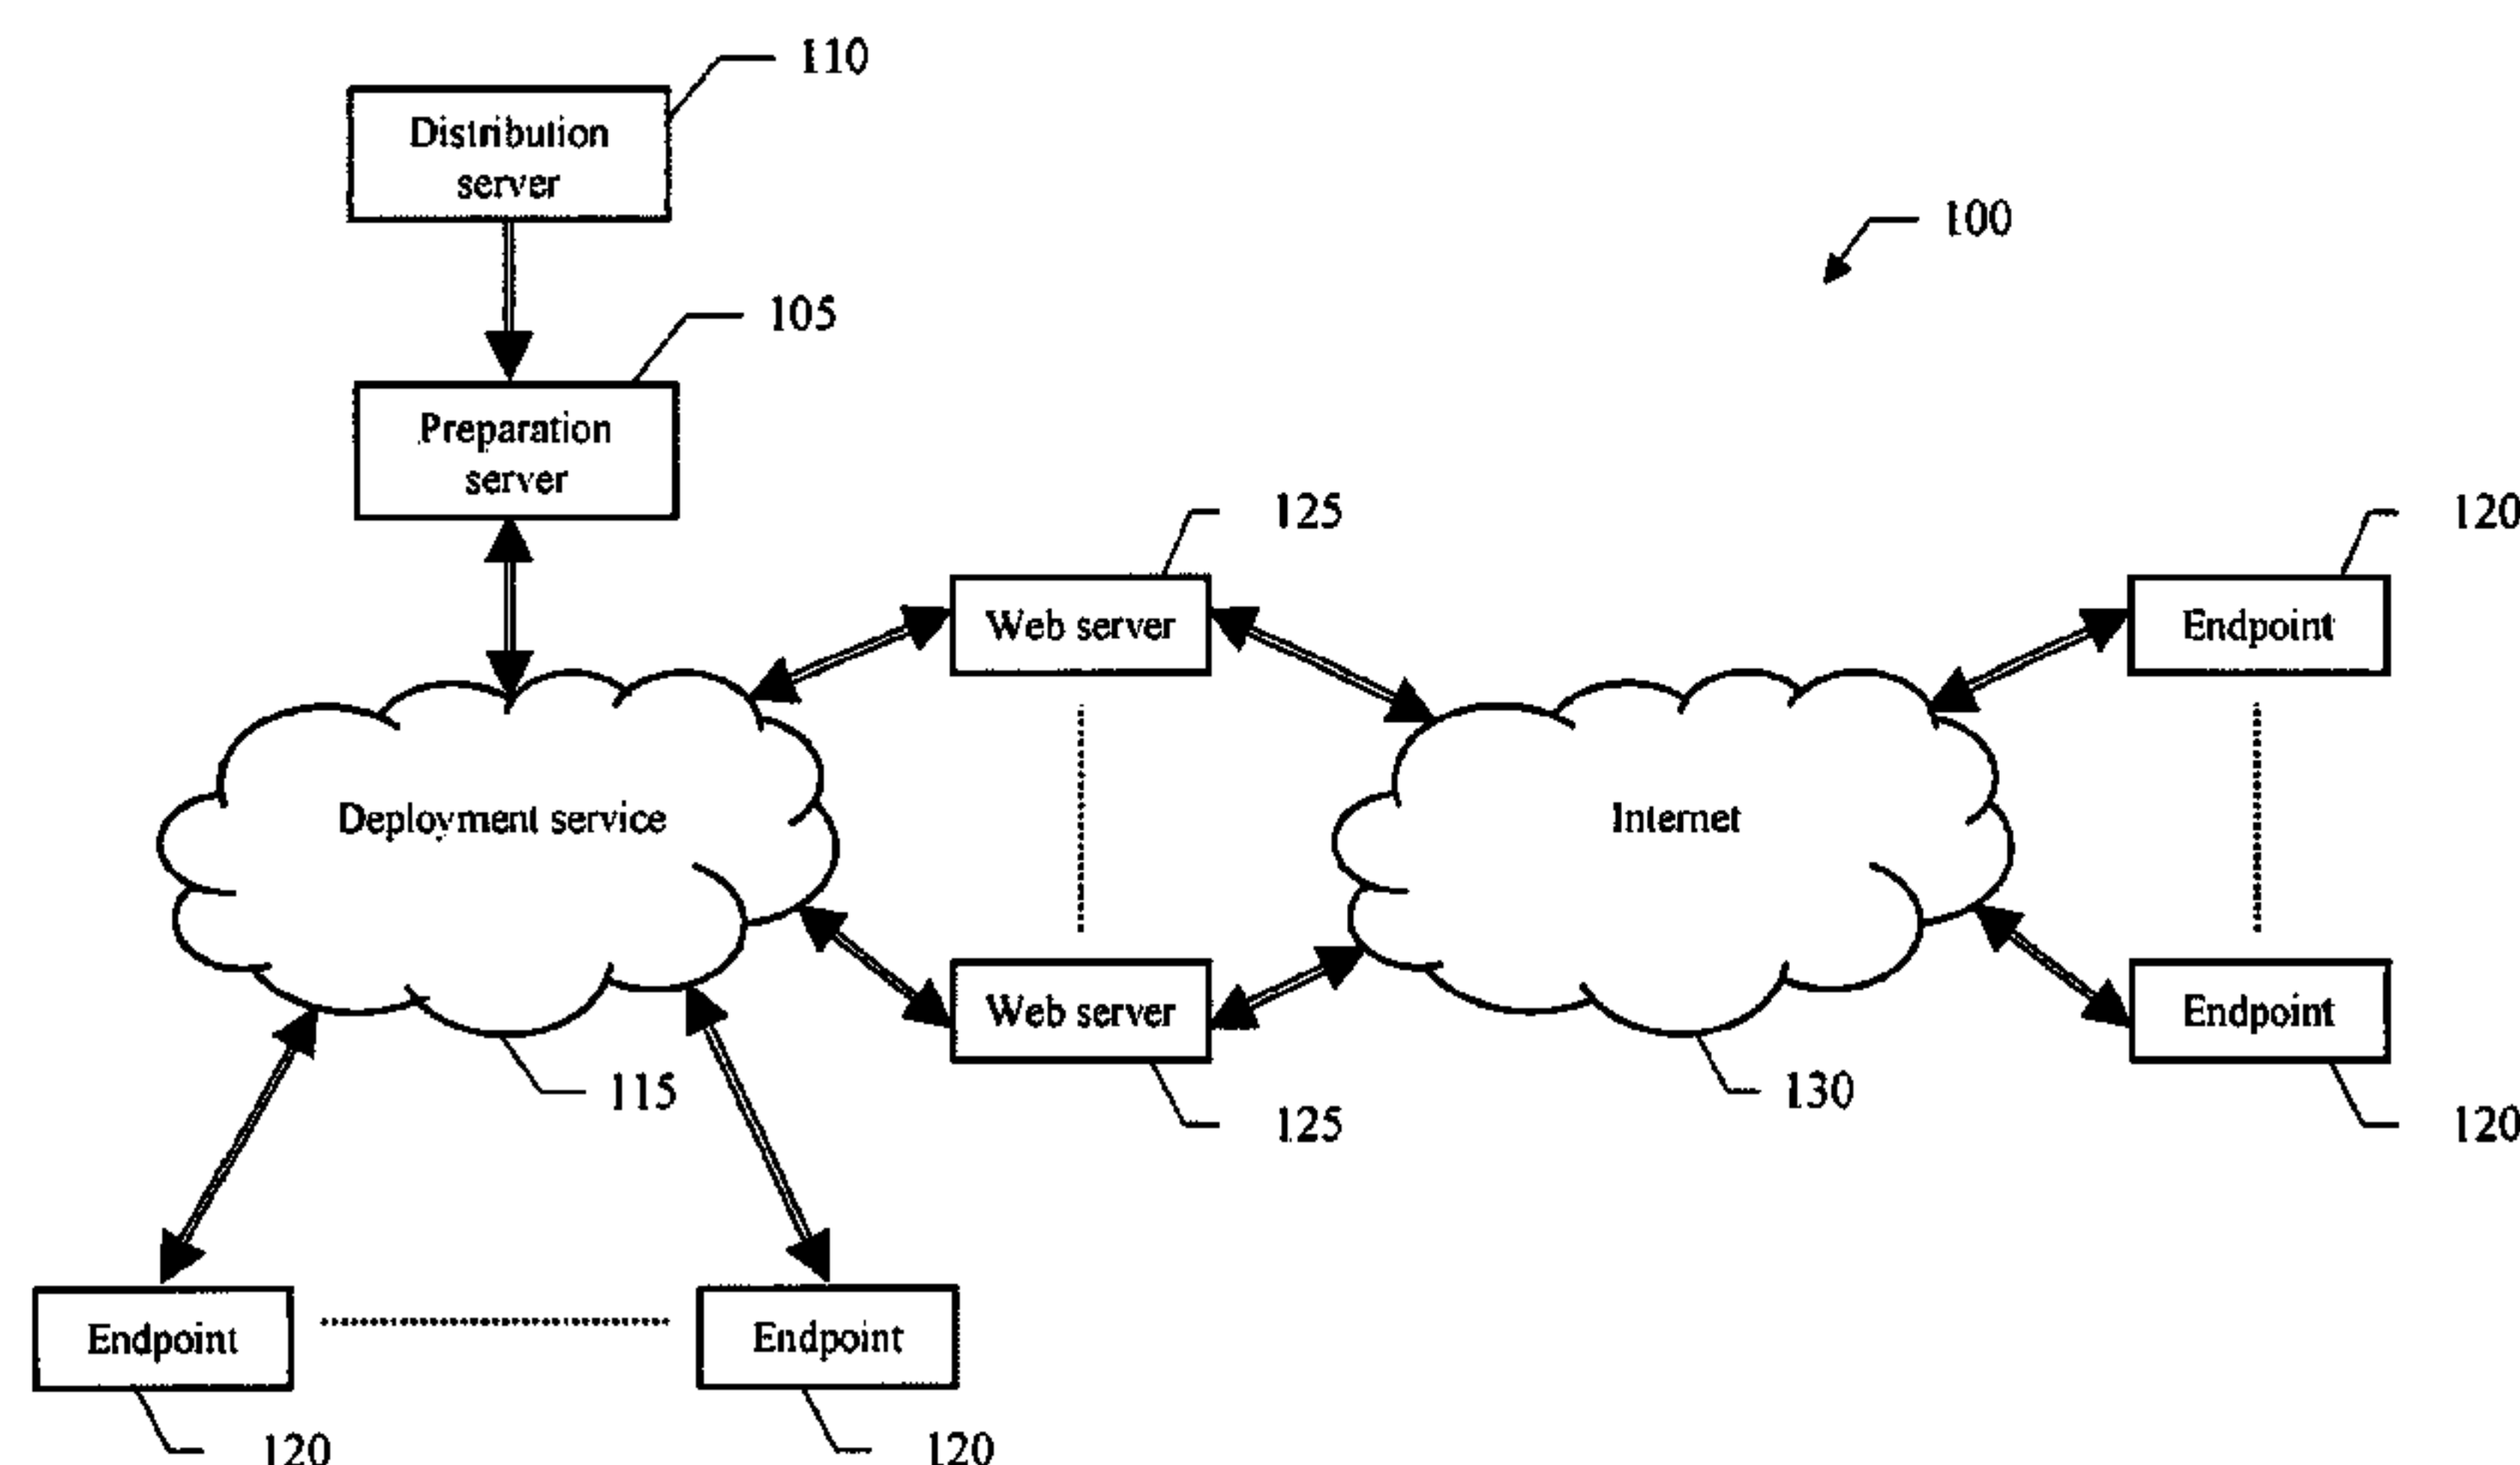 110
Distribution
server
100
105
Preparation
server
125
120
Web server
Endpoint
Deployment service
Internet
Web server
Endpoint
115
130
125
120
Endpoint
Endpoint
120
120